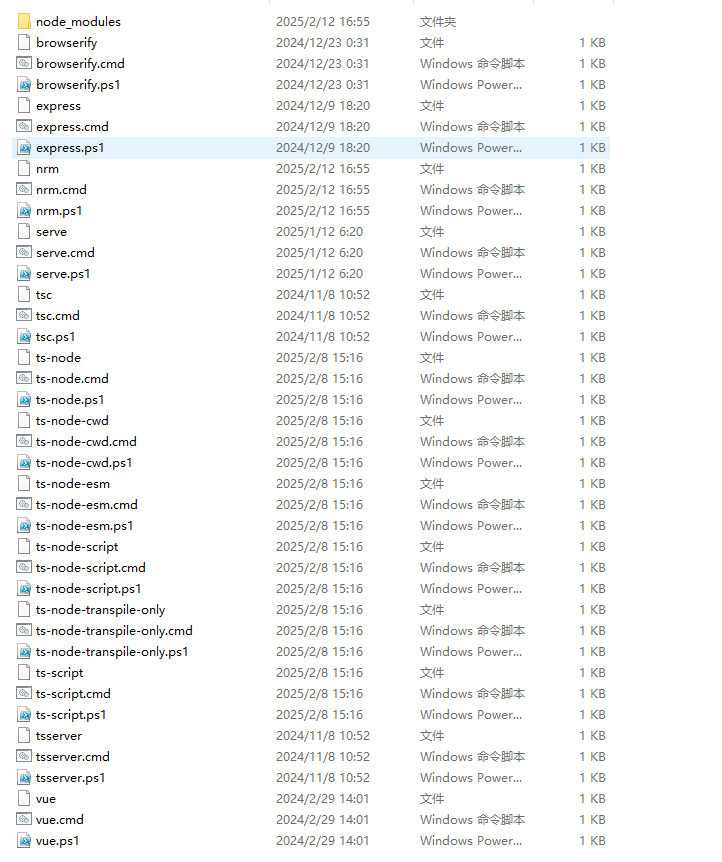 node_modules 2025/2/12 16:55 文件夹
browserify 2024/12/23 0:31 文件 1 KB
browserify.cmd 2024/12/23 0:31 Windows 命令脚本 1 KB
browserify.ps1 2024/12/23 0:31 Windows Power... 1 KB
express 2024/12/9 18:20 文件 1 KB
express.cmd 2024/12/9 18:20 Windows 命令脚本 1 KB
express.ps1 2024/12/9 18:20 Windows Power... 1 KB
nrm 2025/2/12 16:55 文件 1 KB
nrm.cmd 2025/2/12 16:55 Windows 命令脚本 1 KB
nrm.ps1 2025/2/12 16:55 Windows Power... 1 KB
serve 2025/1/12 6:20 文件 1 KB
serve.cmd 2025/1/12 6:20 Windows 命令脚本 1 KB
serve.ps1 2025/1/12 6:20 Windows Power... 1 KB
tsc 2024/11/8 10:52 文件 1 KB
tsc.cmd 2024/11/8 10:52 Windows 命令脚本 1 KB
tsc.ps1 2024/11/8 10:52 Windows Power... 1 KB
ts-node 2025/2/8 15:16 文件 1 KB
ts-node.cmd 2025/2/8 15:16 Windows 命令脚本 1 KB
ts-node.ps1 2025/2/8 15:16 Windows Power... 1 KB
ts-node-cwd 2025/2/8 15:16 文件 1 KB
ts-node-cwd.cmd 2025/2/8 15:16 Windows 命令脚本 1 KB
ts-node-cwd.ps1 2025/2/8 15:16 Windows Power... 1 KB
ts-node-esm 2025/2/8 15:16 文件 1 KB
ts-node-esm.cmd 2025/2/8 15:16 Windows 命令脚本 1 KB
ts-node-esm.ps1 2025/2/8 15:16 Windows Power... 1 KB
ts-node-script 2025/2/8 15:16 文件 1 KB
ts-node-script.cmd 2025/2/8 15:16 Windows 命令脚本 1 KB
ts-node-script.ps1 2025/2/8 15:16 Windows Power... 1 KB
ts-node-transpile-only 2025/2/8 15:16 文件 1 KB
ts-node-transpile-only.cmd 2025/2/8 15:16 Windows 命令脚本 1 KB
ts-node-transpile-only.ps1 2025/2/8 15:16 Windows Power... 1 KB
ts-script 2025/2/8 15:16 文件 1 KB
ts-script.cmd 2025/2/8 15:16 Windows 命令脚本 1 KB
ts-script.ps1 2025/2/8 15:16 Windows Power... 1 KB
tsserver 2024/11/8 10:52 文件 1 KB
tsserver.cmd 2024/11/8 10:52 Windows 命令脚本 1 KB
tsserver.ps1 2024/11/8 10:52 Windows Power... 1 KB
vue 2024/2/29 14:01 文件 1 KB
vue.cmd 2024/2/29 14:01 Windows 命令脚本 1 KB
vue.ps1 2024/2/29 14:01 Windows Power... 1 KB